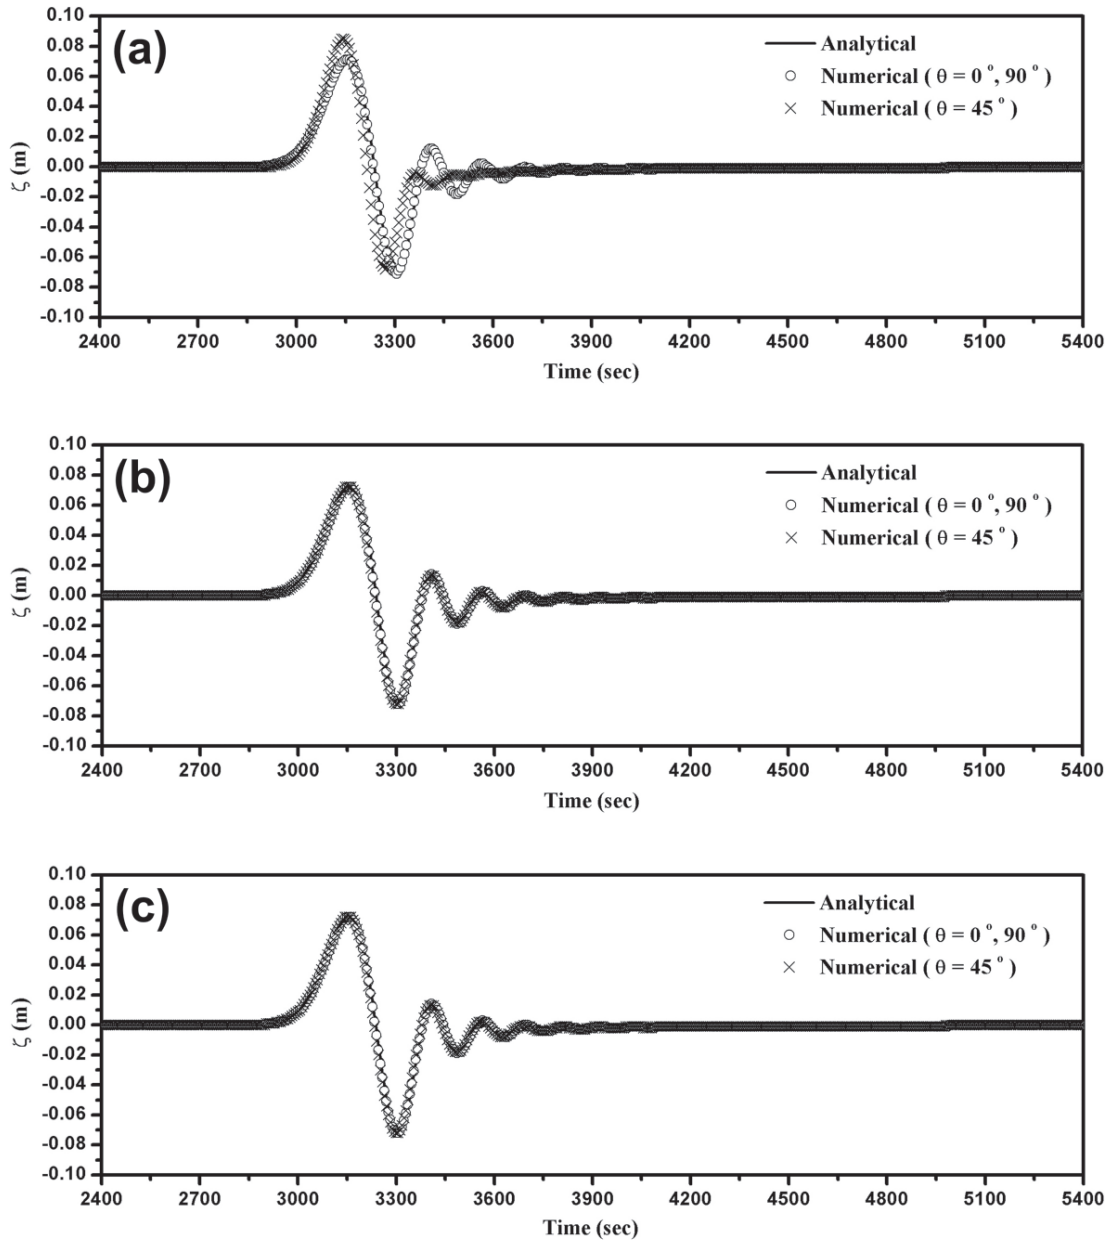 (a)
Analytical
Numerical ( θ = 0 °, 90 °)
Numerical ( θ = 45 °)
0.10
0.08
0.06
0.04
0.02
0.00
-0.02
-0.04
-0.06
-0.08
-0.10
ζ (m)
2400 2700 3000 3300 3600 3900 4200 4500 4800 5100 5400
Time (sec)
(b)
Analytical
Numerical ( θ = 0 °, 90 °)
Numerical ( θ = 45 °)
0.10
0.08
0.06
0.04
0.02
0.00
-0.02
-0.04
-0.06
-0.08
-0.10
ζ (m)
2400 2700 3000 3300 3600 3900 4200 4500 4800 5100 5400
Time (sec)
(c)
Analytical
Numerical ( θ = 0 °, 90 °)
Numerical ( θ = 45 °)
0.10
0.08
0.06
0.04
0.02
0.00
-0.02
-0.04
-0.06
-0.08
-0.10
ζ (m)
2400 2700 3000 3300 3600 3900 4200 4500 4800 5100 5400
Time (sec)